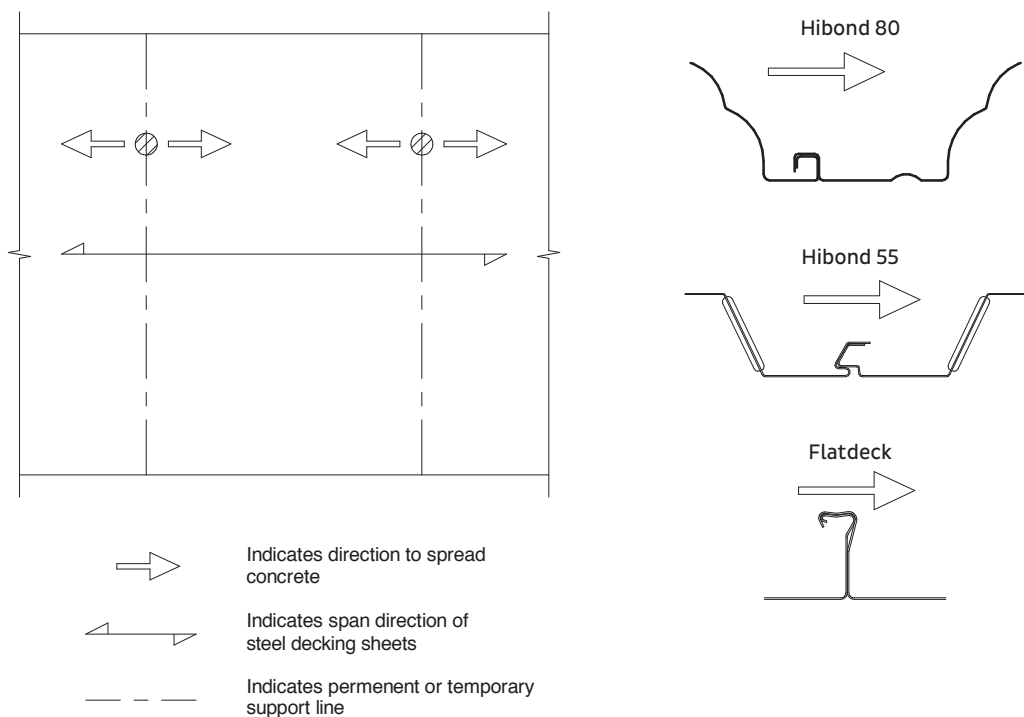 Hibond 80
Hibond 55
Flatdeck
Indicates direction to spread
concrete
Indicates span direction of
steel decking sheets
Indicates permenent or temporary
support line